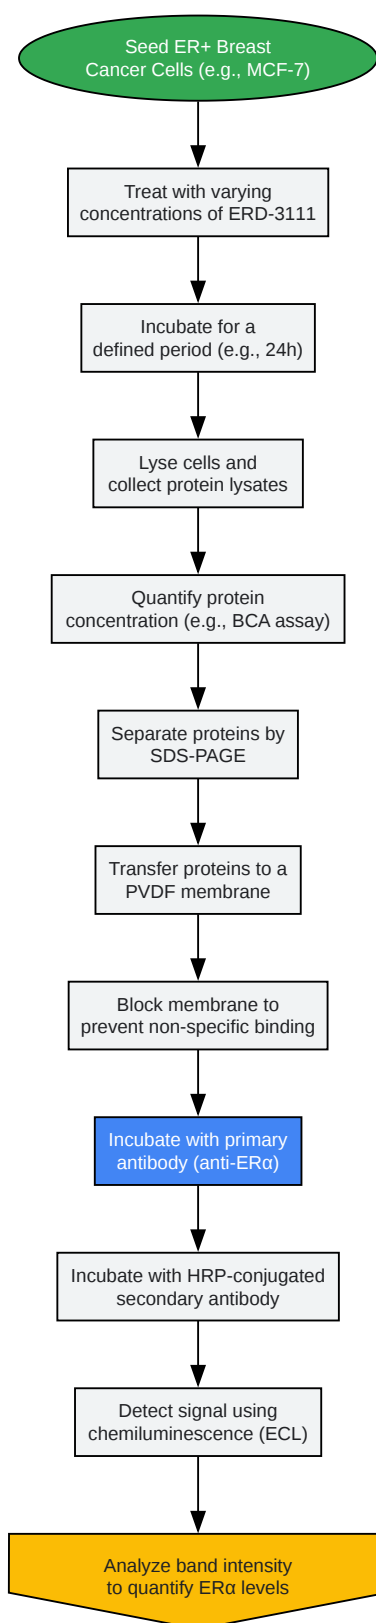 Seed ER+ Breast
Cancer Cells (e.g., MCF-7)
Treat with varying
concentrations of ERD-3111
Incubate for a
defined period (e.g., 24h)
Lyse cells and
collect protein lysates
Quantify protein
concentration (e.g., BCA assay)
Separate proteins by
SDS-PAGE
Transfer proteins to a
PVDF membrane
Block membrane to
prevent non-specific binding
Incubate with primary
antibody (anti-ERα)
Incubate with HRP-conjugated
secondary antibody
Detect signal using
chemiluminescence (ECL)
Analyze band intensity
to quantify ERα levels